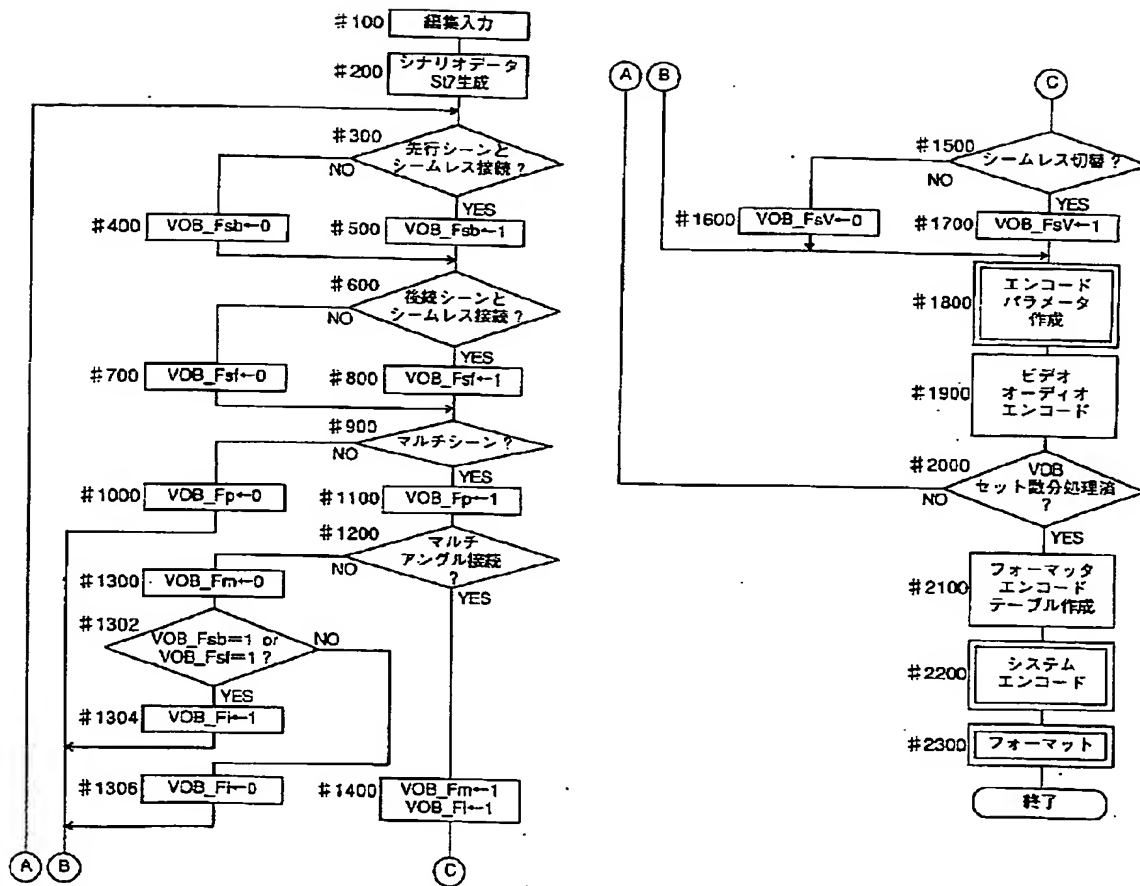 #100
編集入力
#200
シナリオデータ
St7生成
#300
先行シーンと
シームレス接続？
NO
YES
#400
VOB_Fsb←0
#500
VOB_Fsb←1
#600
後続シーンと
シームレス接続？
NO
YES
#700
VOB_Fsf←0
#800
VOB_Fsf←1
#900
マルチシーン？
NO
YES
#1000
VOB_Fp←0
#1100
VOB_Fp←1
#1200
マルチ
アングル接続
？
NO
YES
#1300
VOB_Fm←0
#1302
VOB_Fsb=1 or
VOB_Fsf=1？
NO
YES
#1304
VOB_Fi←1
#1306
VOB_Fi←0
#1400
VOB_Fm←1
VOB_Fi←1
A
B
C
A
B
C
#1500
シームレス切替？
NO
YES
#1600
VOB_FsV←0
#1700
VOB_FsV←1
#1800
エンコード
パラメータ
作成
#1900
ビデオ
オーディオ
エンコード
#2000
VOB
セット数分処理済
？
NO
YES
#2100
フォーマッタ
エンコード
テーブル作成
#2200
システム
エンコード
#2300
フォーマット
終了